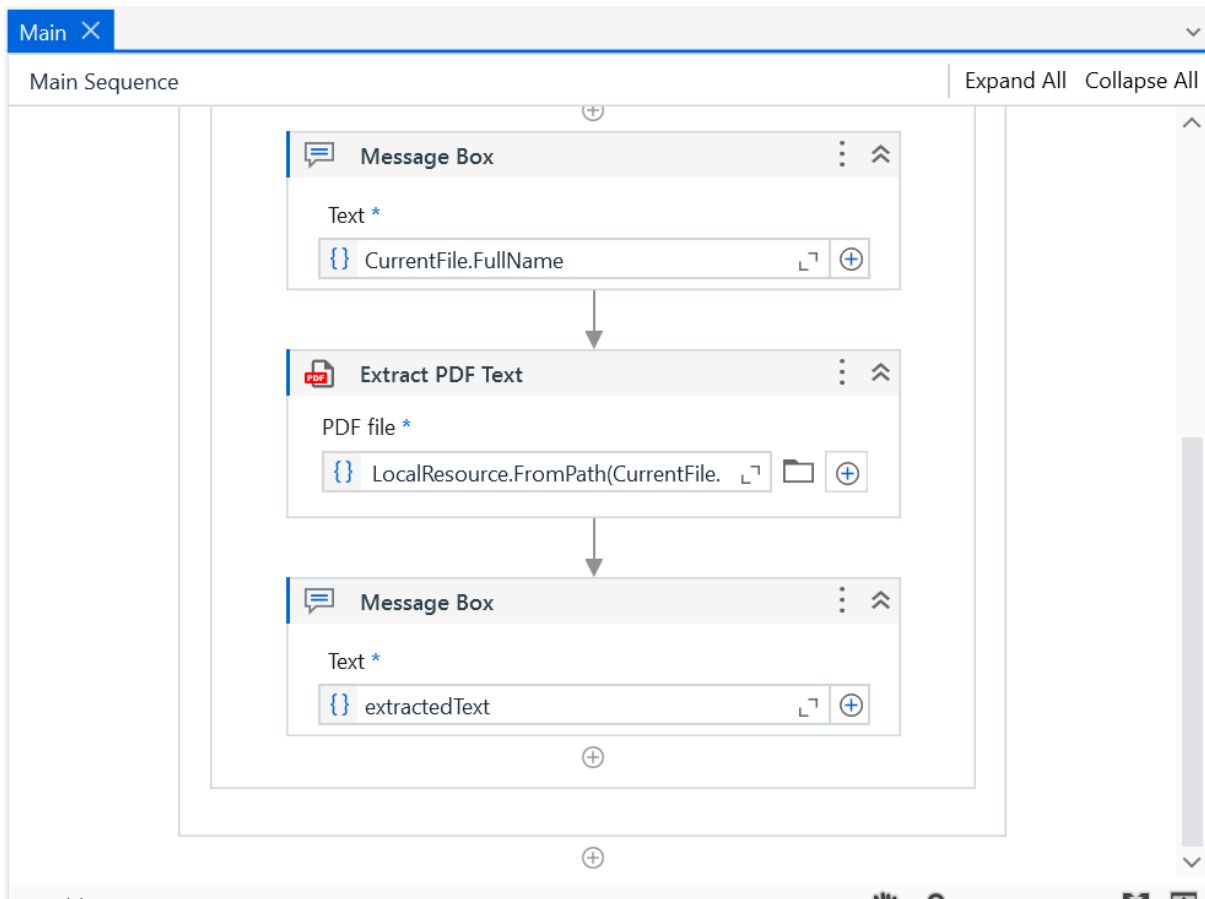 Main
Main Sequence
Expand All Collapse All
Message Box
Text *
{} CurrentFile.FullName
Extract PDF Text
PDF
PDF file *
{} LocalResource.FromPath(CurrentFile.
Message Box
Text *
{} extractedText